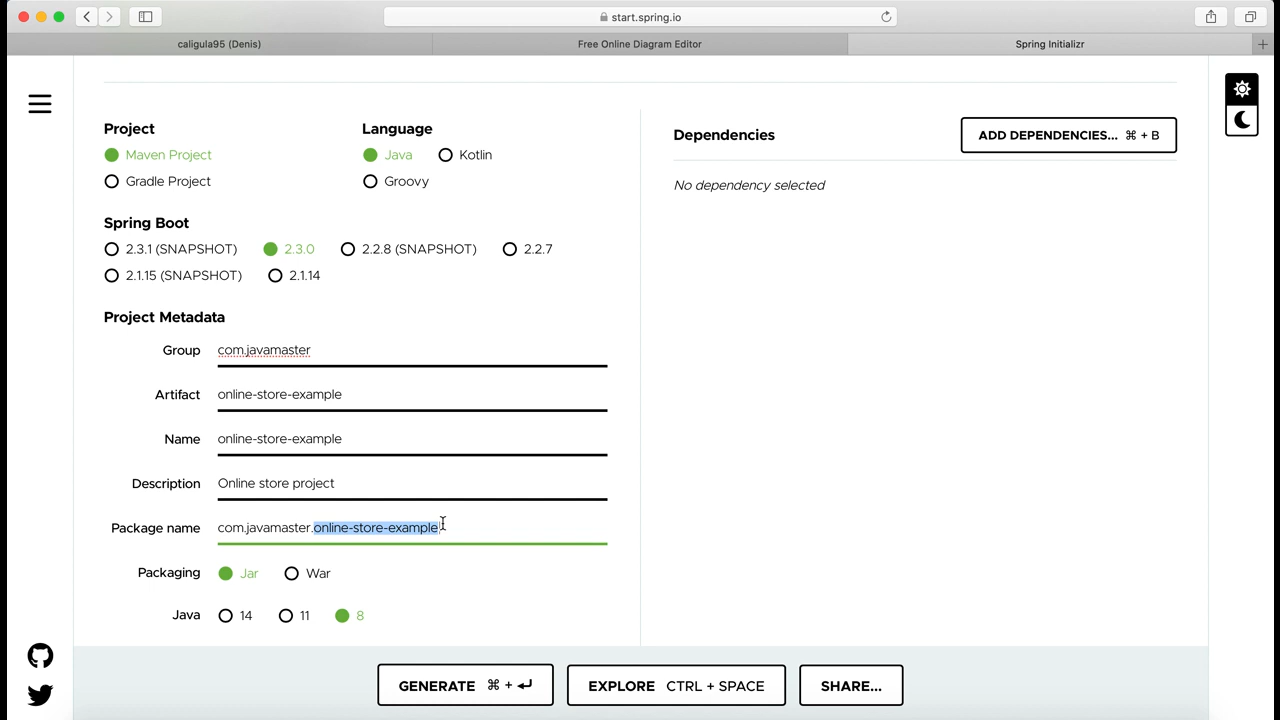 start.spring.io
caligula95 (Denis)
Free Online Diagram Editor
Spring Initializr
Project
Language
Maven Project
Java
Kotlin
Gradle Project
Groovy
Spring Boot
2.3.1 (SNAPSHOT)
2.3.0
2.2.8 (SNAPSHOT)
2.2.7
2.1.15 (SNAPSHOT)
2.1.14
Project Metadata
Group
com.javamaster
Artifact
online-store-example
Name
online-store-example
Description
Online store project
Package name
com.javamaster.online-store-example
Packaging
Jar
War
Java
14
11
8
Dependencies
ADD DEPENDENCIES... ⌘ + B
No dependency selected
GENERATE ⌘ + ↵
EXPLORE CTRL + SPACE
SHARE...